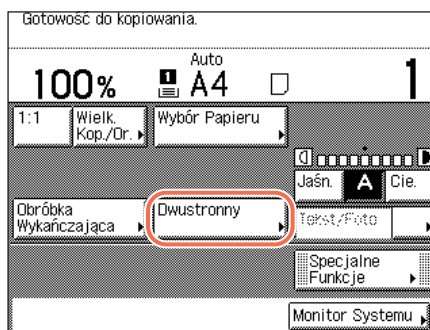 Gotowość do kopiowania.
Auto
100% 1 A4 1
1:1 Wielk. Kop./Or. Wybór Papieru
Jaśn. A Cie.
Obróbka Wykańczająca Dwustronny Tekst/Foto
Specjalne
Funkcje
Monitor Systemu